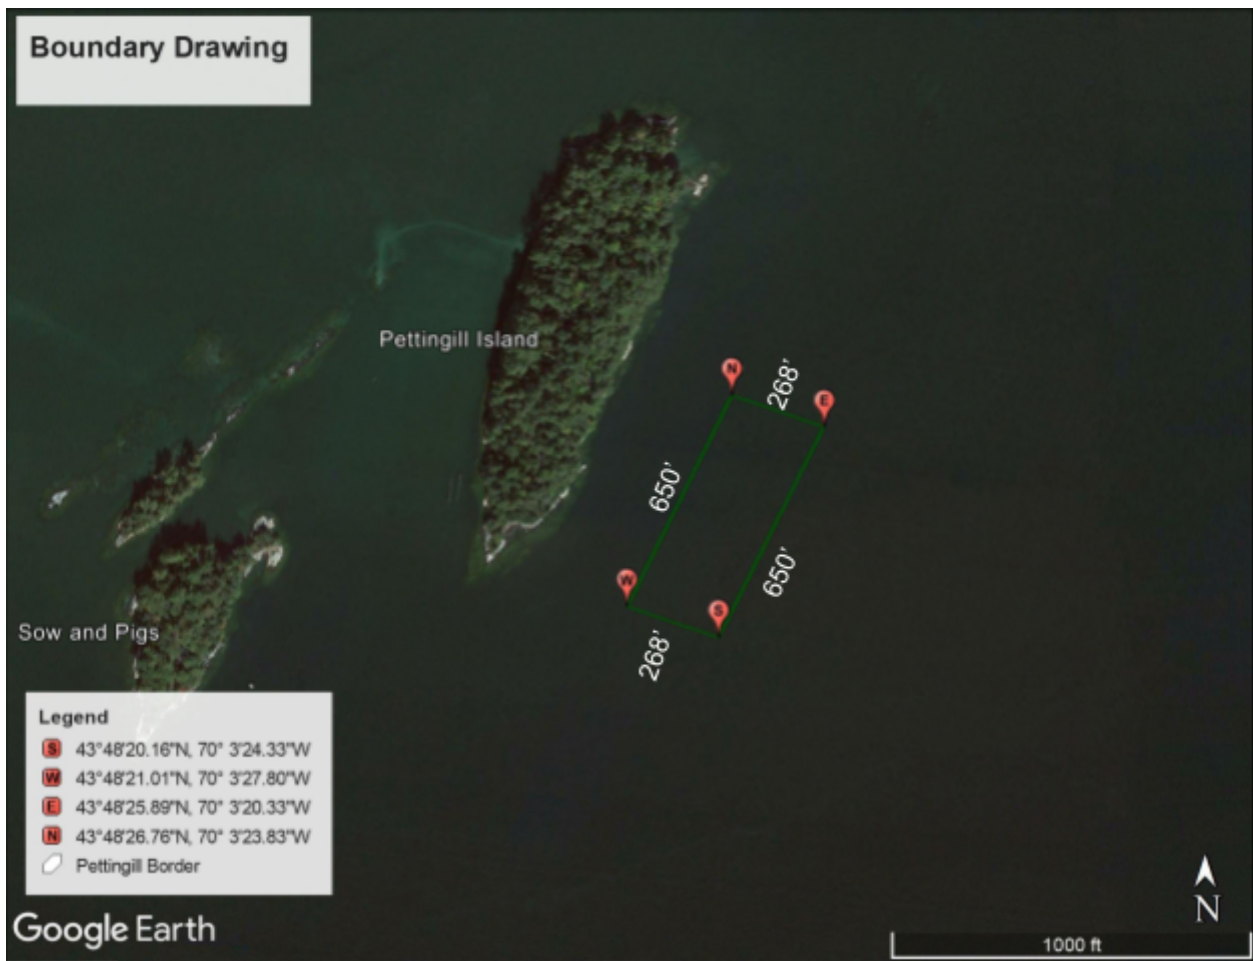 Boundary Drawing
Pettingill Island
N
268'
E
650'
650'
W
S
268'
Sow and Pigs
Legend
S 43°48'20.16"N, 70° 3'24.33"W
W 43°48'21.01"N, 70° 3'27.80"W
E 43°48'25.89"N, 70° 3'20.33"W
N 43°48'26.76"N, 70° 3'23.83"W
Pettingill Border
Google Earth
N
1000 ft